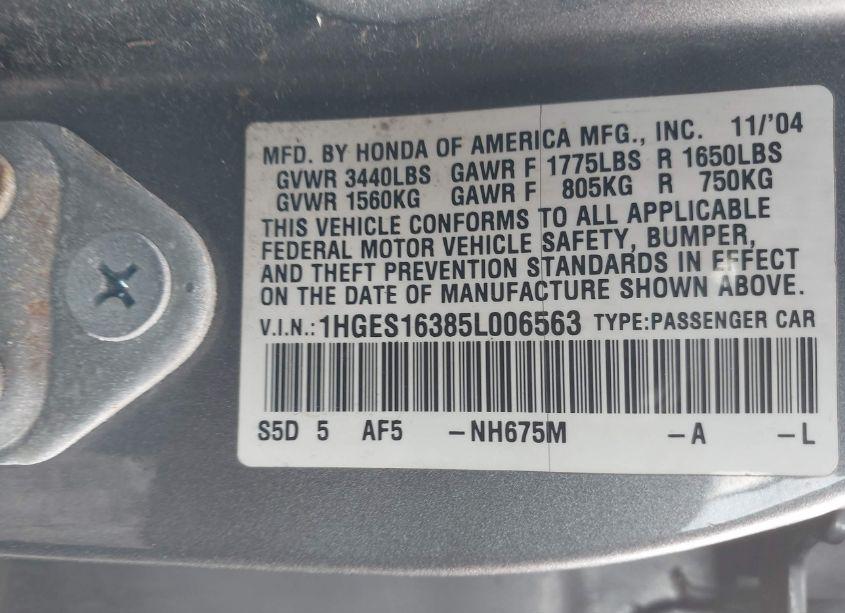 MFD. BY HONDA OF AMERICA MFG., INC. 11/'04
GVWR 3440LBS GAWR F 1775LBS R 1650LBS
GVWR 1560KG GAWR F 805KG R 750KG
THIS VEHICLE CONFORMS TO ALL APPLICABLE
FEDERAL MOTOR VEHICLE SAFETY, BUMPER,
AND THEFT PREVENTION STANDARDS IN EFFECT
ON THE DATE OF MANUFACTURE SHOWN ABOVE.
V.I.N.: 1HGES16385L006563 TYPE:PASSENGER CAR
S5D 5 AF5 -NH675M -A -L